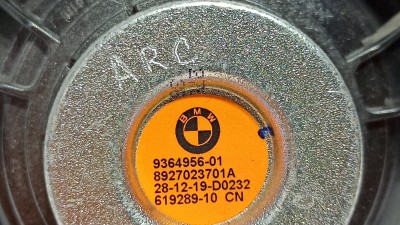 ARC
BMW
9364956-01
8927023701A
28-12-19-D0232
619289-10 CN